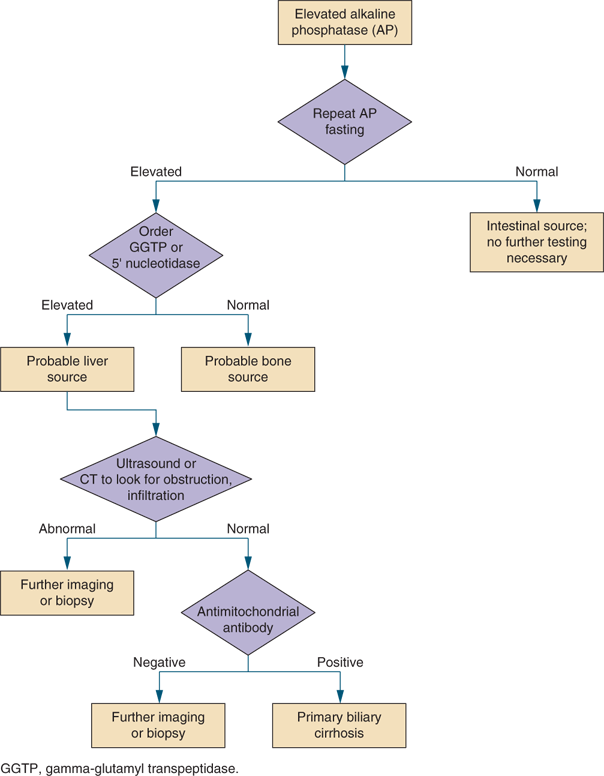 Elevated alkaline
phosphatase (AP)
Repeat AP
fasting
Elevated
Normal
Order
GGTP or
5' nucleotidase
Intestinal source;
no further testing
necessary
Elevated
Normal
Probable liver
source
Probable bone
source
Ultrasound or
CT to look for obstruction,
infiltration
Abnormal
Normal
Further imaging
or biopsy
Antimitochondrial
antibody
Negative
Positive
Further imaging
or biopsy
Primary biliary
cirrhosis
GGTP, gamma-glutamyl transpeptidase.